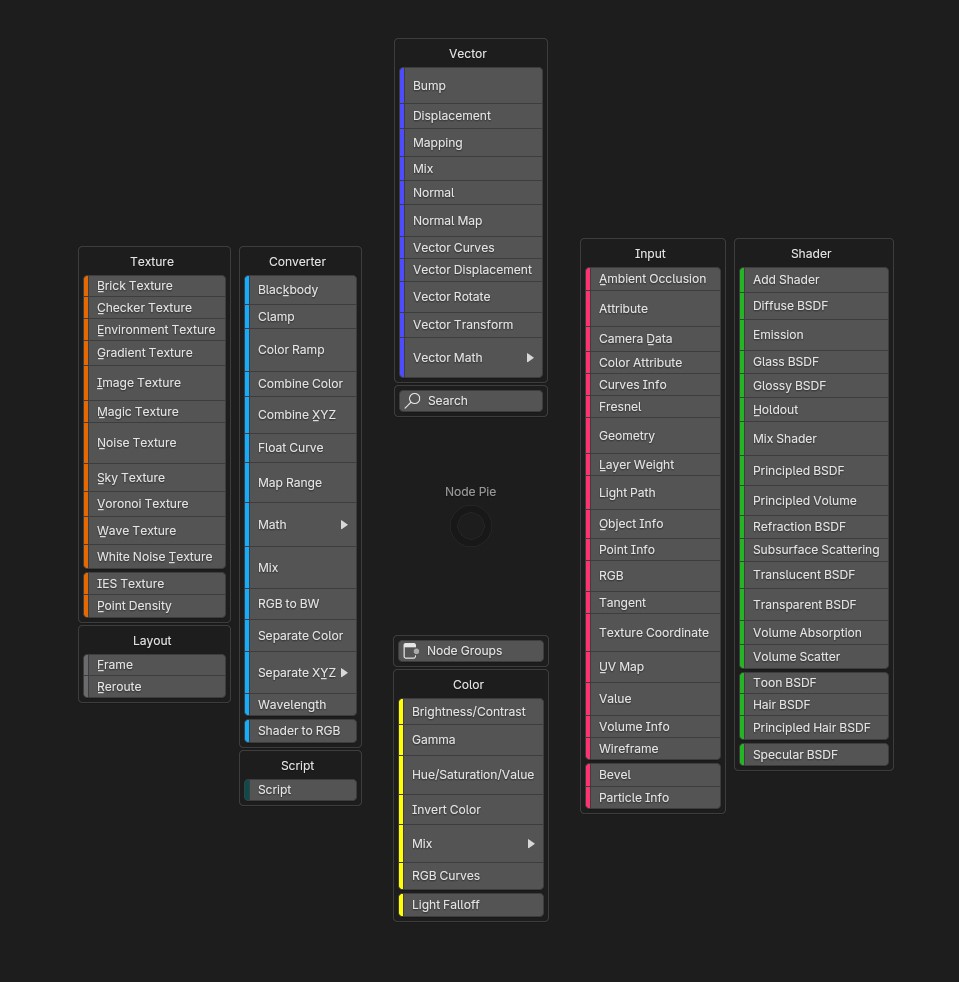 Vector
Bump
Displacement
Mapping
Mix
Normal
Normal Map
Vector Curves
Vector Displacement
Vector Rotate
Vector Transform
Vector Math
Search
Texture
Brick Texture
Checker Texture
Environment Texture
Gradient Texture
Image Texture
Magic Texture
Noise Texture
Sky Texture
Voronoi Texture
Wave Texture
White Noise Texture
IES Texture
Point Density
Layout
Frame
Reroute
Converter
Blackbody
Clamp
Color Ramp
Combine Color
Combine XYZ
Float Curve
Map Range
Math
Mix
RGB to BW
Separate Color
Separate XYZ
Wavelength
Shader to RGB
Script
Script
Node Pie
Node Groups
Color
Brightness/Contrast
Gamma
Hue/Saturation/Value
Invert Color
Mix
RGB Curves
Light Falloff
Input
Ambient Occlusion
Attribute
Camera Data
Color Attribute
Curves Info
Fresnel
Geometry
Layer Weight
Light Path
Object Info
Point Info
RGB
Tangent
Texture Coordinate
UV Map
Value
Volume Info
Wireframe
Bevel
Particle Info
Shader
Add Shader
Diffuse BSDF
Emission
Glass BSDF
Glossy BSDF
Holdout
Mix Shader
Principled BSDF
Principled Volume
Refraction BSDF
Subsurface Scattering
Translucent BSDF
Transparent BSDF
Volume Absorption
Volume Scatter
Toon BSDF
Hair BSDF
Principled Hair BSDF
Specular BSDF